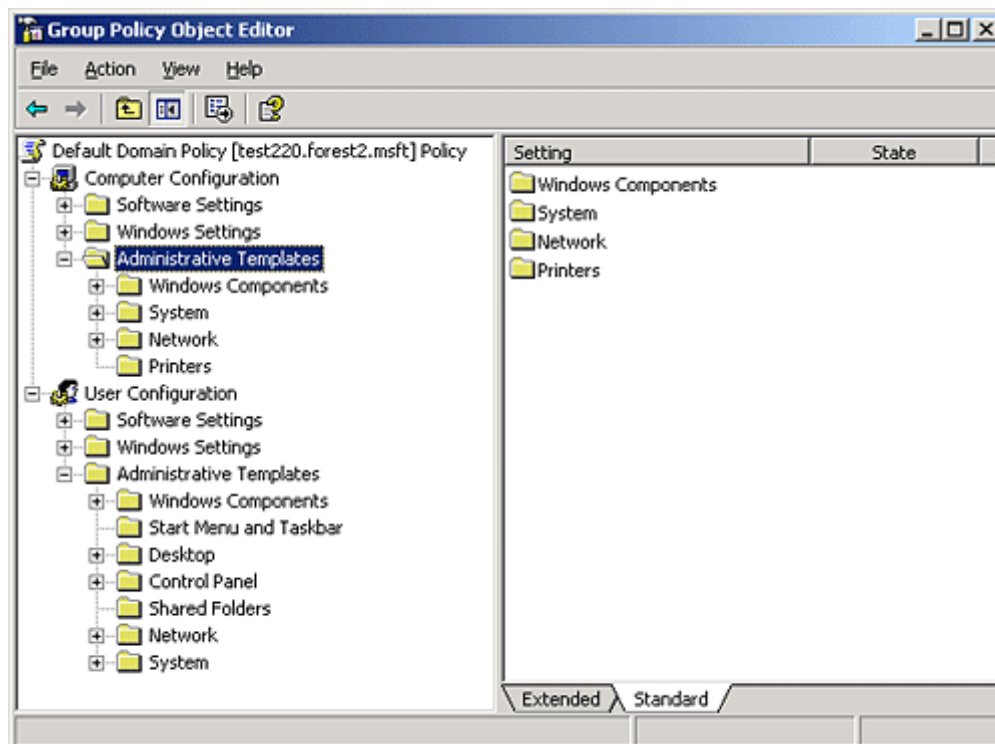 Group Policy Object Editor
File Action View Help
Default Domain Policy [test220.forest2.msft] Policy
Computer Configuration
Software Settings
Windows Settings
Administrative Templates
Windows Components
System
Network
Printers
User Configuration
Software Settings
Windows Settings
Administrative Templates
Windows Components
Start Menu and Taskbar
Desktop
Control Panel
Shared Folders
Network
System
Setting State
Windows Components
System
Network
Printers
Extended Standard